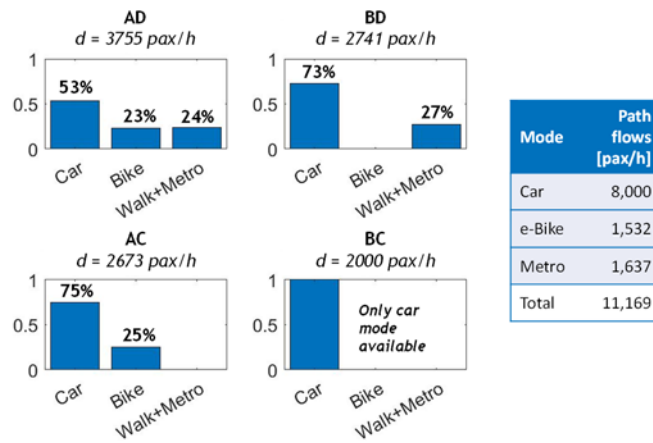 AD
d = 3755 pax/h
1
0.5
0
53%
23%
24%
Car
Bike
Walk+Metro
BD
d = 2741 pax/h
1
0.5
0
73%
27%
Car
Bike
Walk+Metro
AC
d = 2673 pax/h
1
0.5
0
75%
25%
Car
Bike
Walk+Metro
BC
d = 2000 pax/h
1
0.5
0
Only car
mode
available
Car
Bike
Walk+Metro
Path
Mode flows
[pax/h]
Car 8,000
e-Bike 1,532
Metro 1,637
Total 11,169